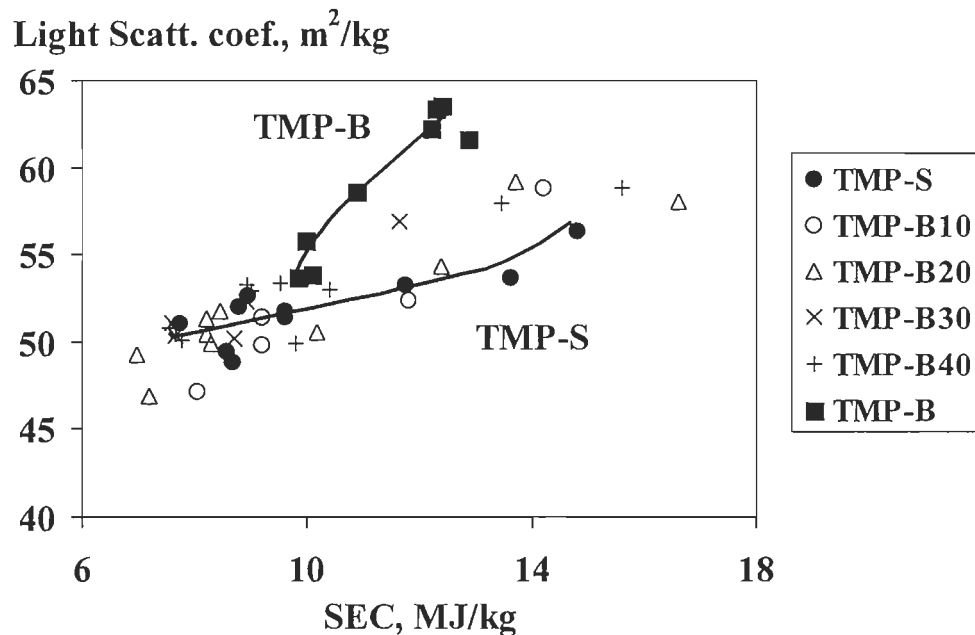 Light Scatt. coef., m²/kg
65
60
55
50
45
40
6
10
14
18
SEC, MJ/kg
TMP-B
TMP-S
TMP-S
TMP-B10
TMP-B20
TMP-B30
TMP-B40
TMP-B